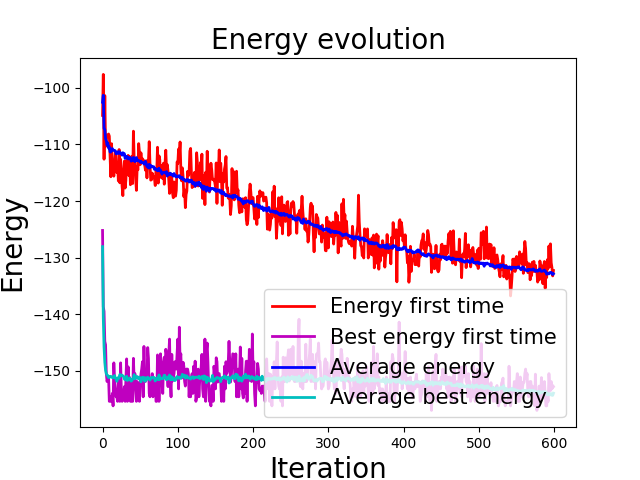 Energy evolution
Energy
−100
−110
−120
−130
−140
−150
Energy first time
Best energy first time
Average energy
Average best energy
0
100
200
300
400
500
600
Iteration